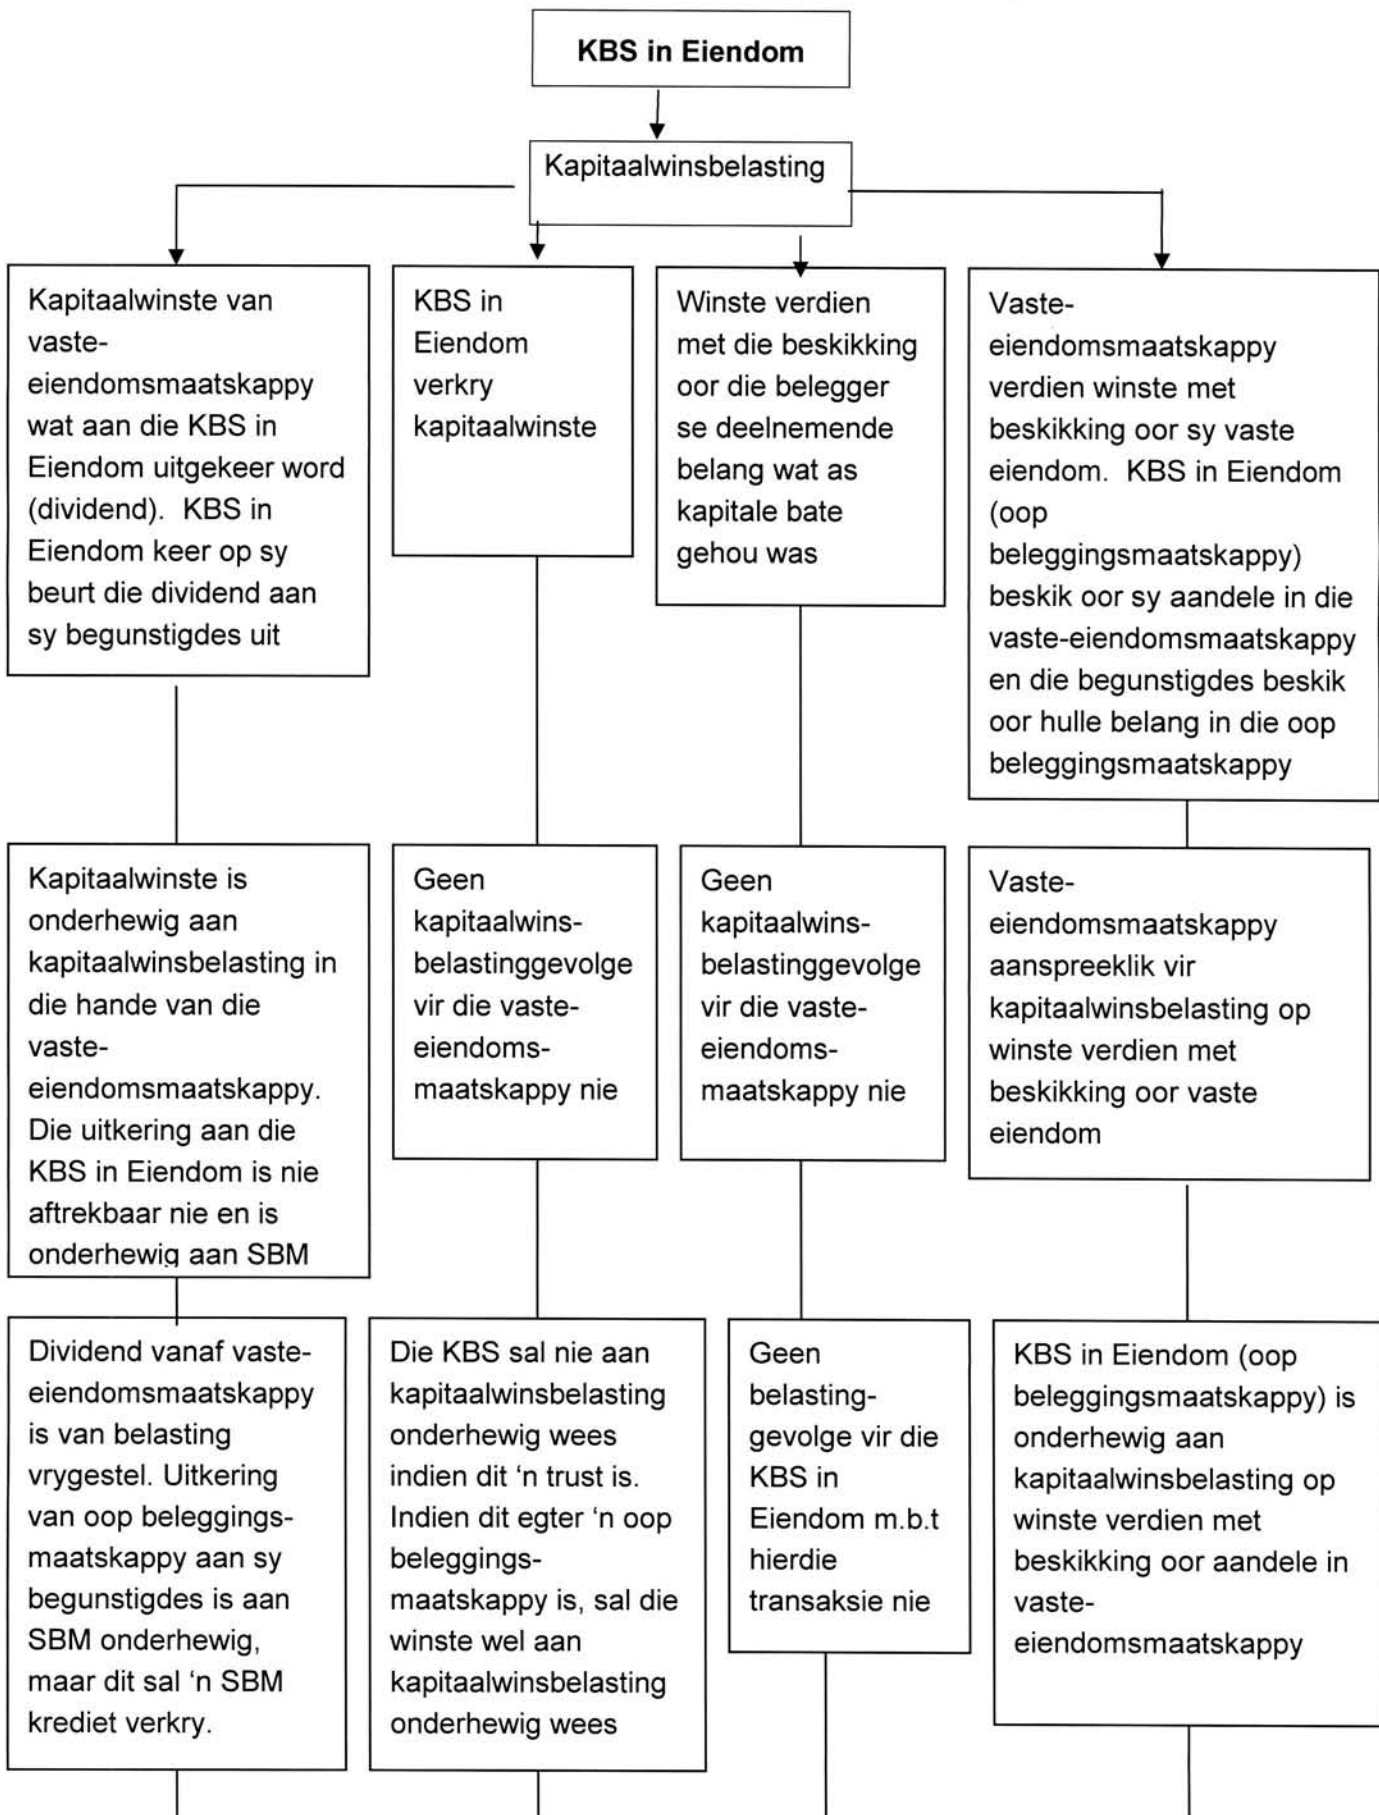 KBS in Eiendom
Kapitaalwinsbelasting
Kapitaalwinste van
vaste-
eiendomsmaatskappy
wat aan die KBS in
Eiendom uitgekeer word
(dividend). KBS in
Eiendom keer op sy
beurt die dividend aan
sy begunstigdes uit
KBS in
Eiendom
verkry
kapitaalwinste
Winste verdien
met die beskikking
oor die belegger
se deelnemende
belang wat as
kapitale bate
gehou was
Vaste-
eiendomsmaatskappy
verdien winste met
beskikking oor sy vaste
eiendom. KBS in Eiendom
(oop
beleggingsmaatskappy)
beskik oor sy aandele in die
vaste-eiendomsmaatskappy
en die begunstigdes beskik
oor hulle belang in die oop
beleggingsmaatskappy
Kapitaalwinste is
onderhewig aan
kapitaalwinsbelasting in
die hande van die
vaste-
eiendomsmaatskappy.
Die uitkering aan die
KBS in Eiendom is nie
aftrekbaar nie en is
onderhewig aan SBM
Geen
kapitaalwins-
belastinggevolge
vir die vaste-
eiendoms-
maatskappy nie
Geen
kapitaalwins-
belastinggevolge
vir die vaste-
eiendoms-
maatskappy nie
Vaste-
eiendomsmaatskappy
aanspreeklik vir
kapitaalwinsbelasting op
winste verdien met
beskikking oor vaste
eiendom
Dividend vanaf vaste-
eiendomsmaatskappy
is van belasting
vrygestel. Uitkering
van oop beleggings-
maatskappy aan sy
begunstigdes is aan
SBM onderhewig,
maar dit sal ‘n SBM
krediet verkry.
Die KBS sal nie aan
kapitaalwinsbelasting
onderhewig wees
indien dit ‘n trust is.
Indien dit egter ‘n oop
beleggings-
maatskappy is, sal die
winste wel aan
kapitaalwinsbelasting
onderhewig wees
Geen
belasting-
gevolge vir die
KBS in
Eiendom m.b.t
hierdie
transaksie nie
KBS in Eiendom (oop
beleggingsmaatskappy) is
onderhewig aan
kapitaalwinsbelasting op
winste verdien met
beskikking oor aandele in
vaste-
eiendomsmaatskappy